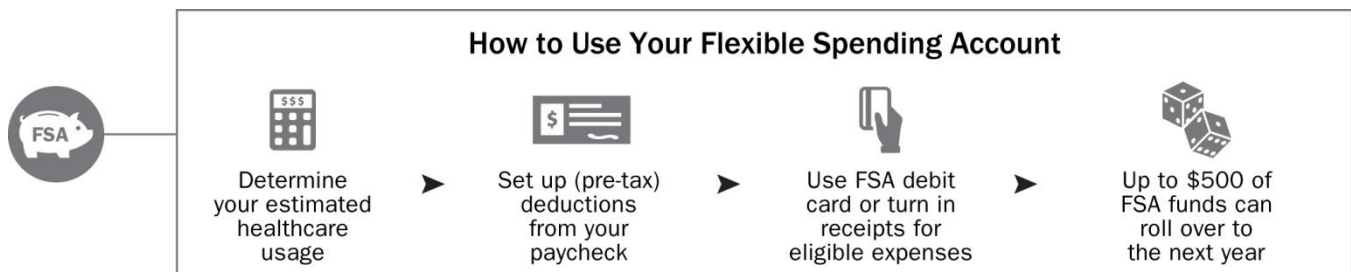 How to Use Your Flexible Spending Account
FSA
$$$
$
Determine
your estimated
healthcare
usage
Set up (pre-tax)
deductions
from your
paycheck
Use FSA debit
card or turn in
receipts for
eligible expenses
Up to $500 of
FSA funds can
roll over to
the next year